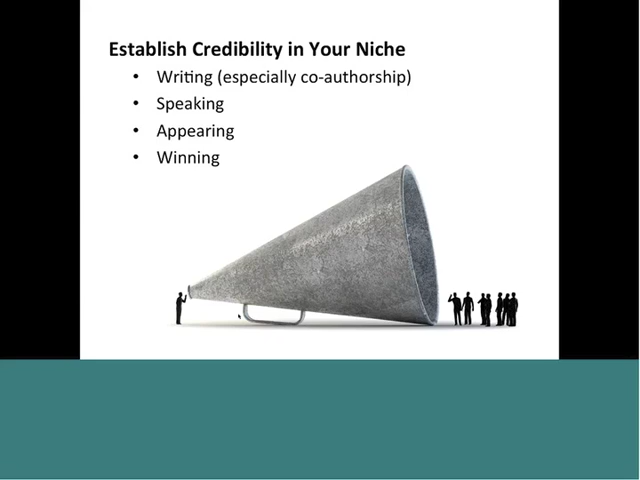 Establish Credibility in Your Niche
• Writing (especially co-authorship)
• Speaking
• Appearing
• Winning